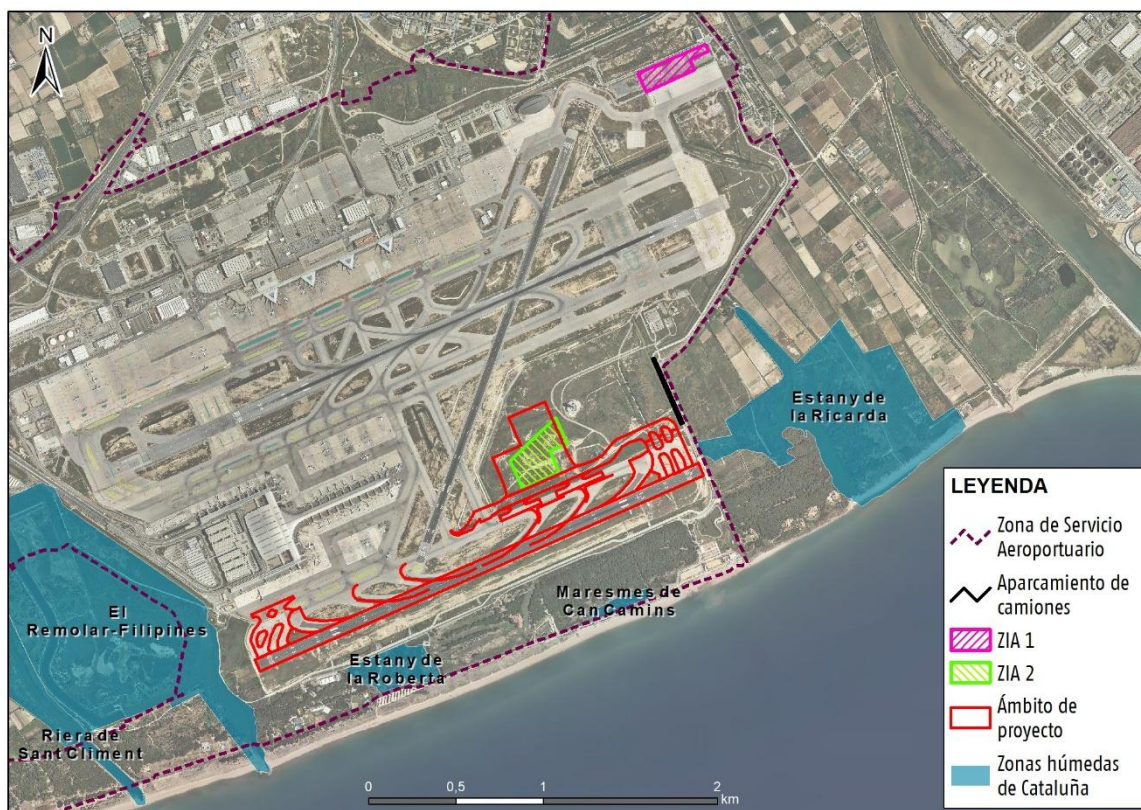 N
Estany de
la Ricarda
El
Remolar-Filipines
Maresmes de
Can Camins
Estany de
la Roberta
Riera de
Sant Climent
LEYENDA
Zona de Servicio
Aeroportuario
Aparcamiento de
camiones
ZIA 1
ZIA 2
Ámbito de
proyecto
Zonas húmedas
de Cataluña
0 0,5 1 2
km